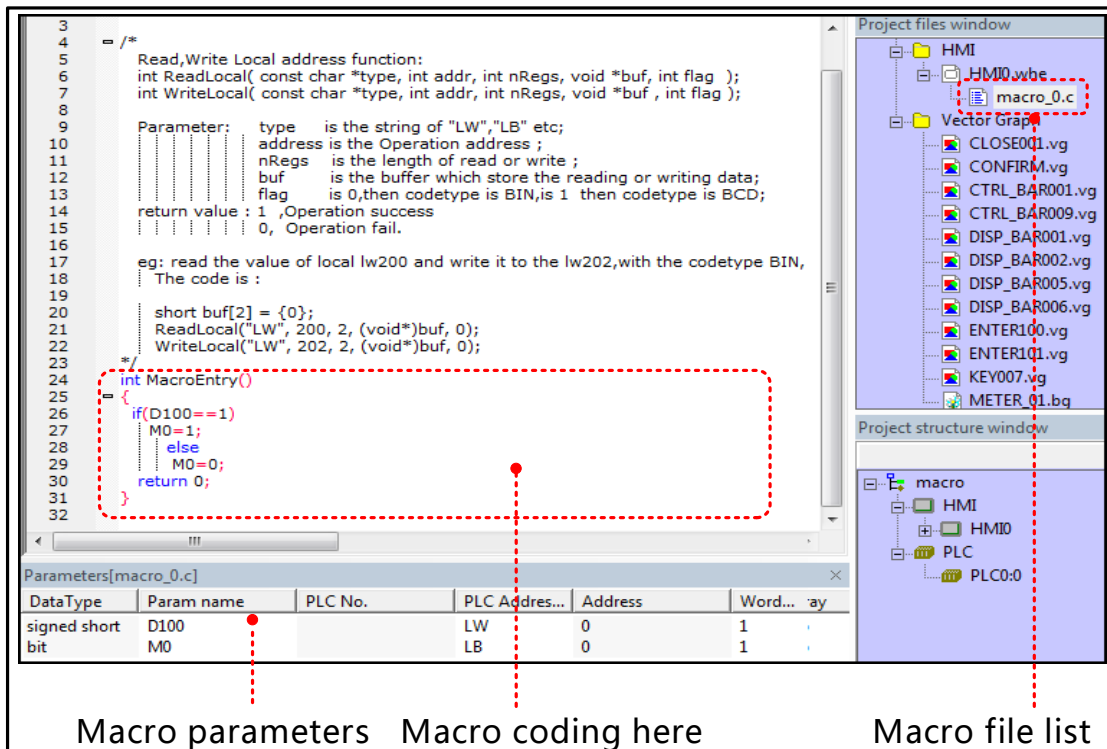 3
4 /*
5 Read,Write Local address function:
6 int ReadLocal( const char *type, int addr, int nRegs, void *buf, int flag );
7 int WriteLocal( const char *type, int addr, int nRegs, void *buf , int flag );
8
9 Parameter: type is the string of "LW","LB" etc;
10 address is the Operation address ;
11 nRegs is the length of read or write ;
12 buf is the buffer which store the reading or writing data;
13 flag is 0,then codetype is BIN,is 1 then codetype is BCD;
14 return value : 1 ,Operation success
15 0, Operation fail.
16
17 eg: read the value of local lw200 and write it to the lw202,with the codetype BIN,
18 The code is :
19
20 short buf[2] = {0};
21 ReadLocal("LW", 200, 2, (void*)buf, 0);
22 WriteLocal("LW", 202, 2, (void*)buf, 0);
23 */
24 int MacroEntry()
25 {
26 if(D100==1)
27 M0=1;
28 else
29 M0=0;
30 return 0;
31 }
32
Project files window
HMI
HMI0.whe
macro_0.c
Vector Graph
CLOSE001.vg
CONFIRM.vg
CTRL_BAR001.vg
CTRL_BAR009.vg
DISP_BAR001.vg
DISP_BAR002.vg
DISP_BAR005.vg
DISP_BAR006.vg
ENTER100.vg
ENTER101.vg
KEY007.vg
METER_01.bg
Project structure window
macro
HMI
HMI0
PLC
PLC0:0
Parameters[macro_0.c]
DataType Param name PLC No. PLC Addres... Address Word... ay
signed short D100 LW 0 1
bit M0 LB 0 1
Macro parameters Macro coding here Macro file list